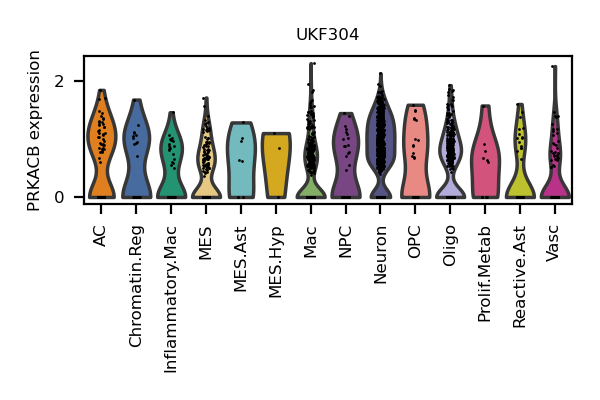 UKF304
PRKACB expression
2
0
AC
Chromatin.Reg
Inflammatory.Mac
MES
MES.Ast
MES.Hyp
Mac
NPC
Neuron
OPC
Oligo
Prolif.Metab
Reactive.Ast
Vasc